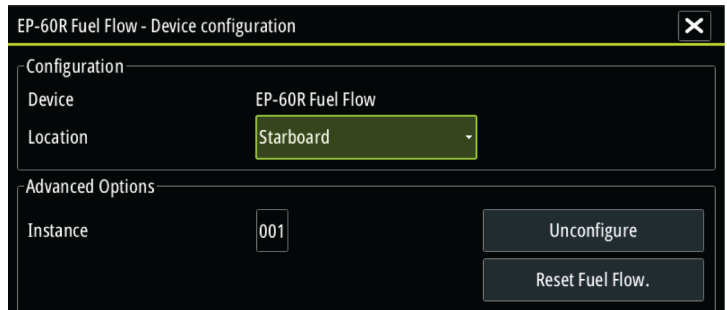 EP-60R Fuel Flow - Device configuration
Configuration
Device EP-60R Fuel Flow
Location Starboard
Advanced Options
Instance 001 Unconfigure
Reset Fuel Flow.